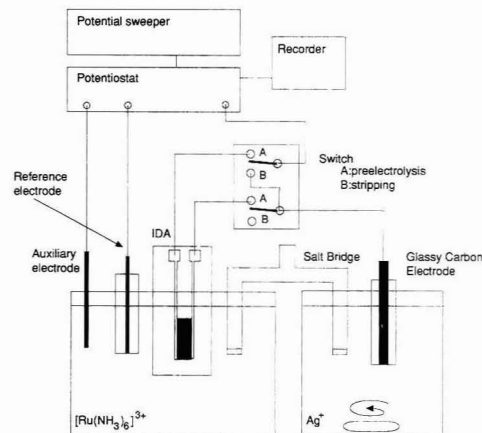 Potential sweeper
Recorder
Potentiostat
A
Switch
A:preelectrolysis
B
B:stripping
A
B
Reference
electrode
IDA
Auxiliary
electrode
Salt Bridge
Glassy Carbon
Electrode
[Ru(NH₃)₆]³⁺
Ag⁺